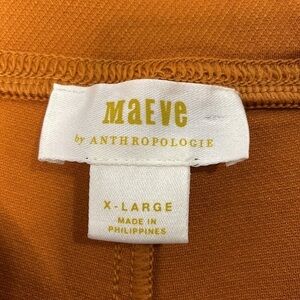 MAEVE
by ANTHROPOLOGIE
X-LARGE
MADE IN
PHILIPPINES